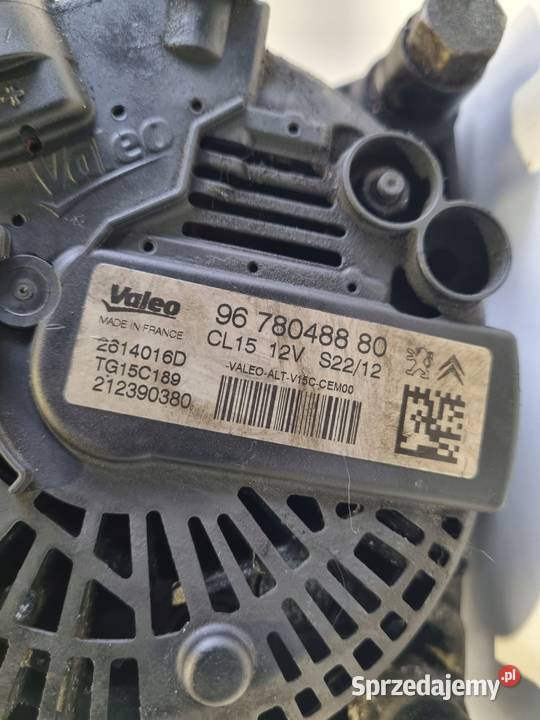 Valeo
Valeo
MADE IN FRANCE
2614016D
TG15C189
212390380
96 780488 80
CL15 12V S22/12
-VALEO-ALT-V15C-CEM00
Sprzedajemy.pl